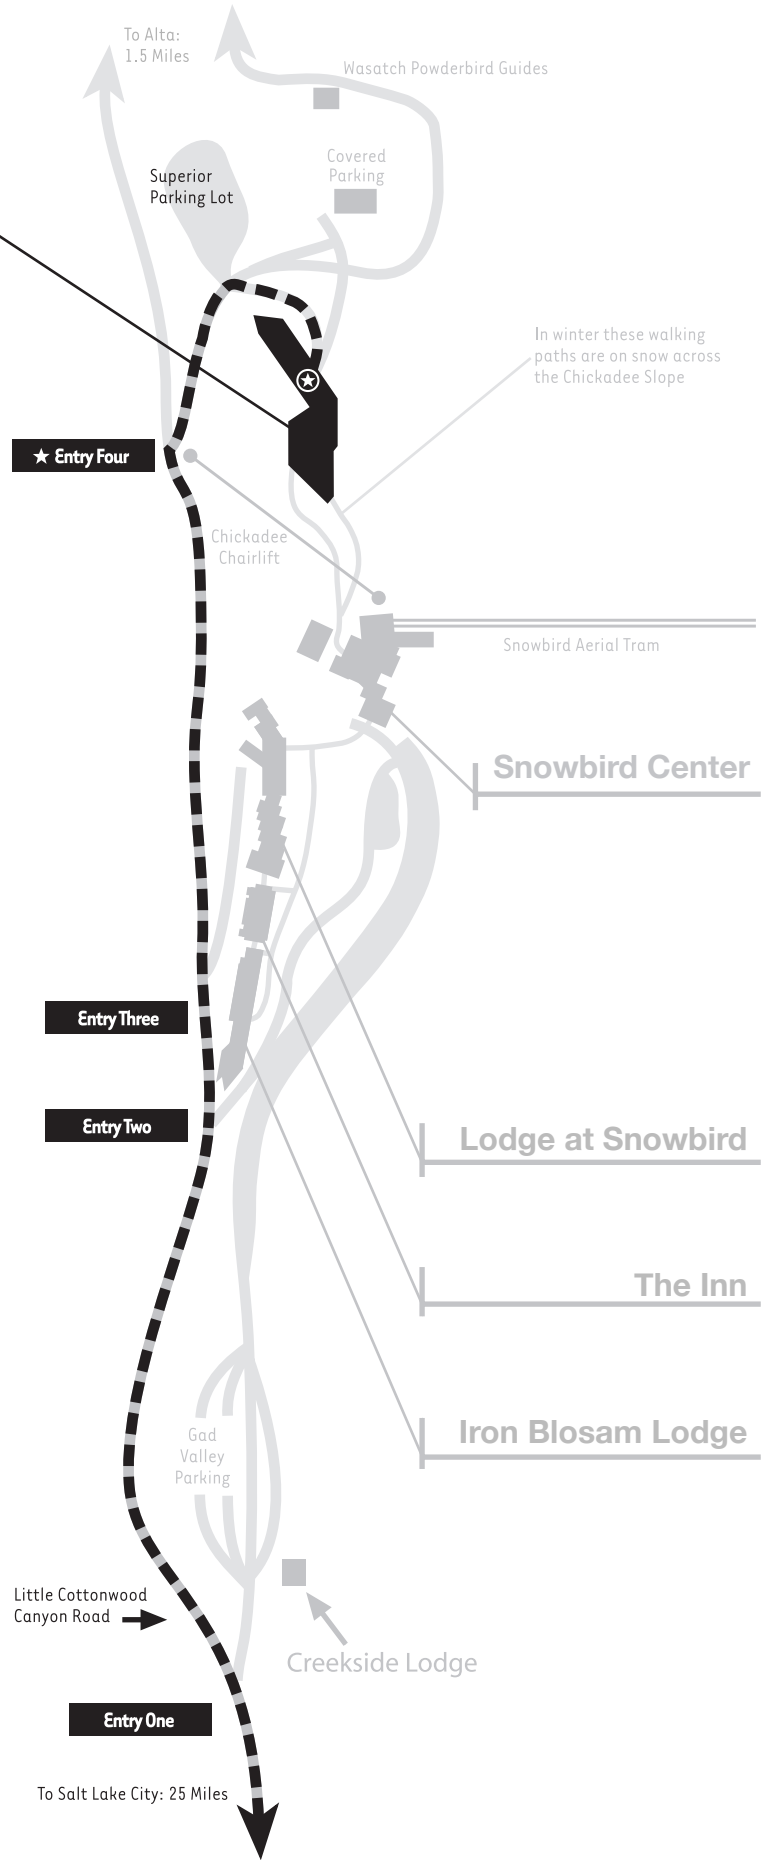 To Alta:
1.5 Miles
Wasatch Powderbird Guides
Covered
Parking
Superior
Parking Lot
In winter these walking
paths are on snow across
the Chickadee Slope
★ Entry Four
Chickadee
Chairlift
Snowbird Aerial Tram
Snowbird Center
Entry Three
Entry Two
Lodge at Snowbird
The Inn
Iron Blosam Lodge
Gad
Valley
Parking
Little Cottonwood
Canyon Road
Creekside Lodge
Entry One
To Salt Lake City: 25 Miles